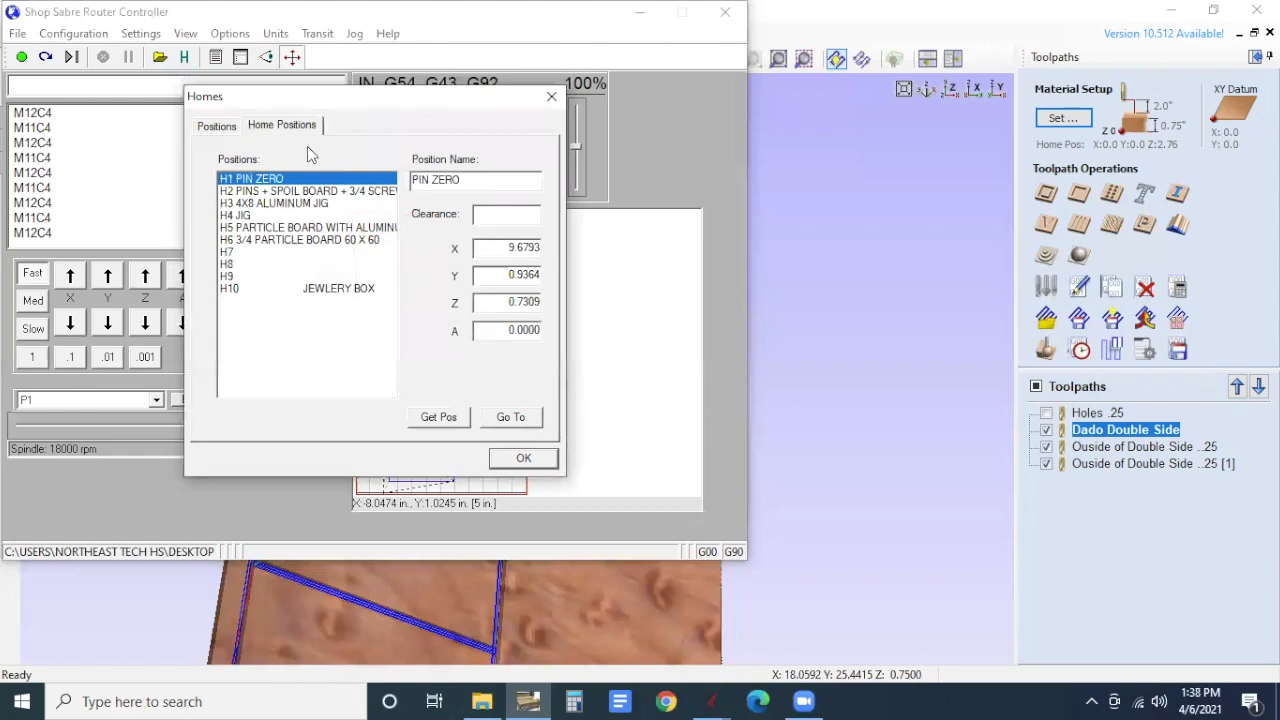 Shop Sabre Router Controller
File Configuration Settings View Options Units Transit Jog Help
IN G54 G43 G92 100%
M12C4
M11C4
M12C4
M11C4
M12C4
M11C4
M12C4
M11C4
M12C4
Fast
Med
Slow
X Y Z
1 .1 .01 .001
P1
Spindle: 18000 rpm
X:-8.0474 in., Y:1.0245 in. [5 in.]
C:\USERS\NORTHEAST TECH HS\DESKTOP
G00 G90
Homes
Positions Home Positions
Positions:
H1 PIN ZERO
H2 PINS + SPOIL BOARD + 3/4 SCREW
H3 4X8 ALUMINUM JIG
H4 JIG
H5 PARTICLE BOARD WITH ALUMINU
H6 3/4 PARTICLE BOARD 60 X 60
H7
H8
H9
H10 JEWLERY BOX
Position Name:
PIN ZERO
Clearance:
X 9.6793
Y 0.9364
Z 0.7309
A 0.0000
Get Pos Go To
OK
Version 10.512 Available!
Toolpaths
Material Setup
Set ...
2.0"
Z 0
0.75"
XY Datum
X: 0.0
Y: 0.0
Home Pos: X:0.0 Y:0.0 Z:2.76
Toolpath Operations
Toolpaths
Holes .25
Dado Double Side
Ouside of Double Side ..25
Ouside of Double Side ..25 [1]
Ready
X: 18.0592 Y: 25.4415 Z: 0.7500
Type here to search
1:38 PM
4/6/2021